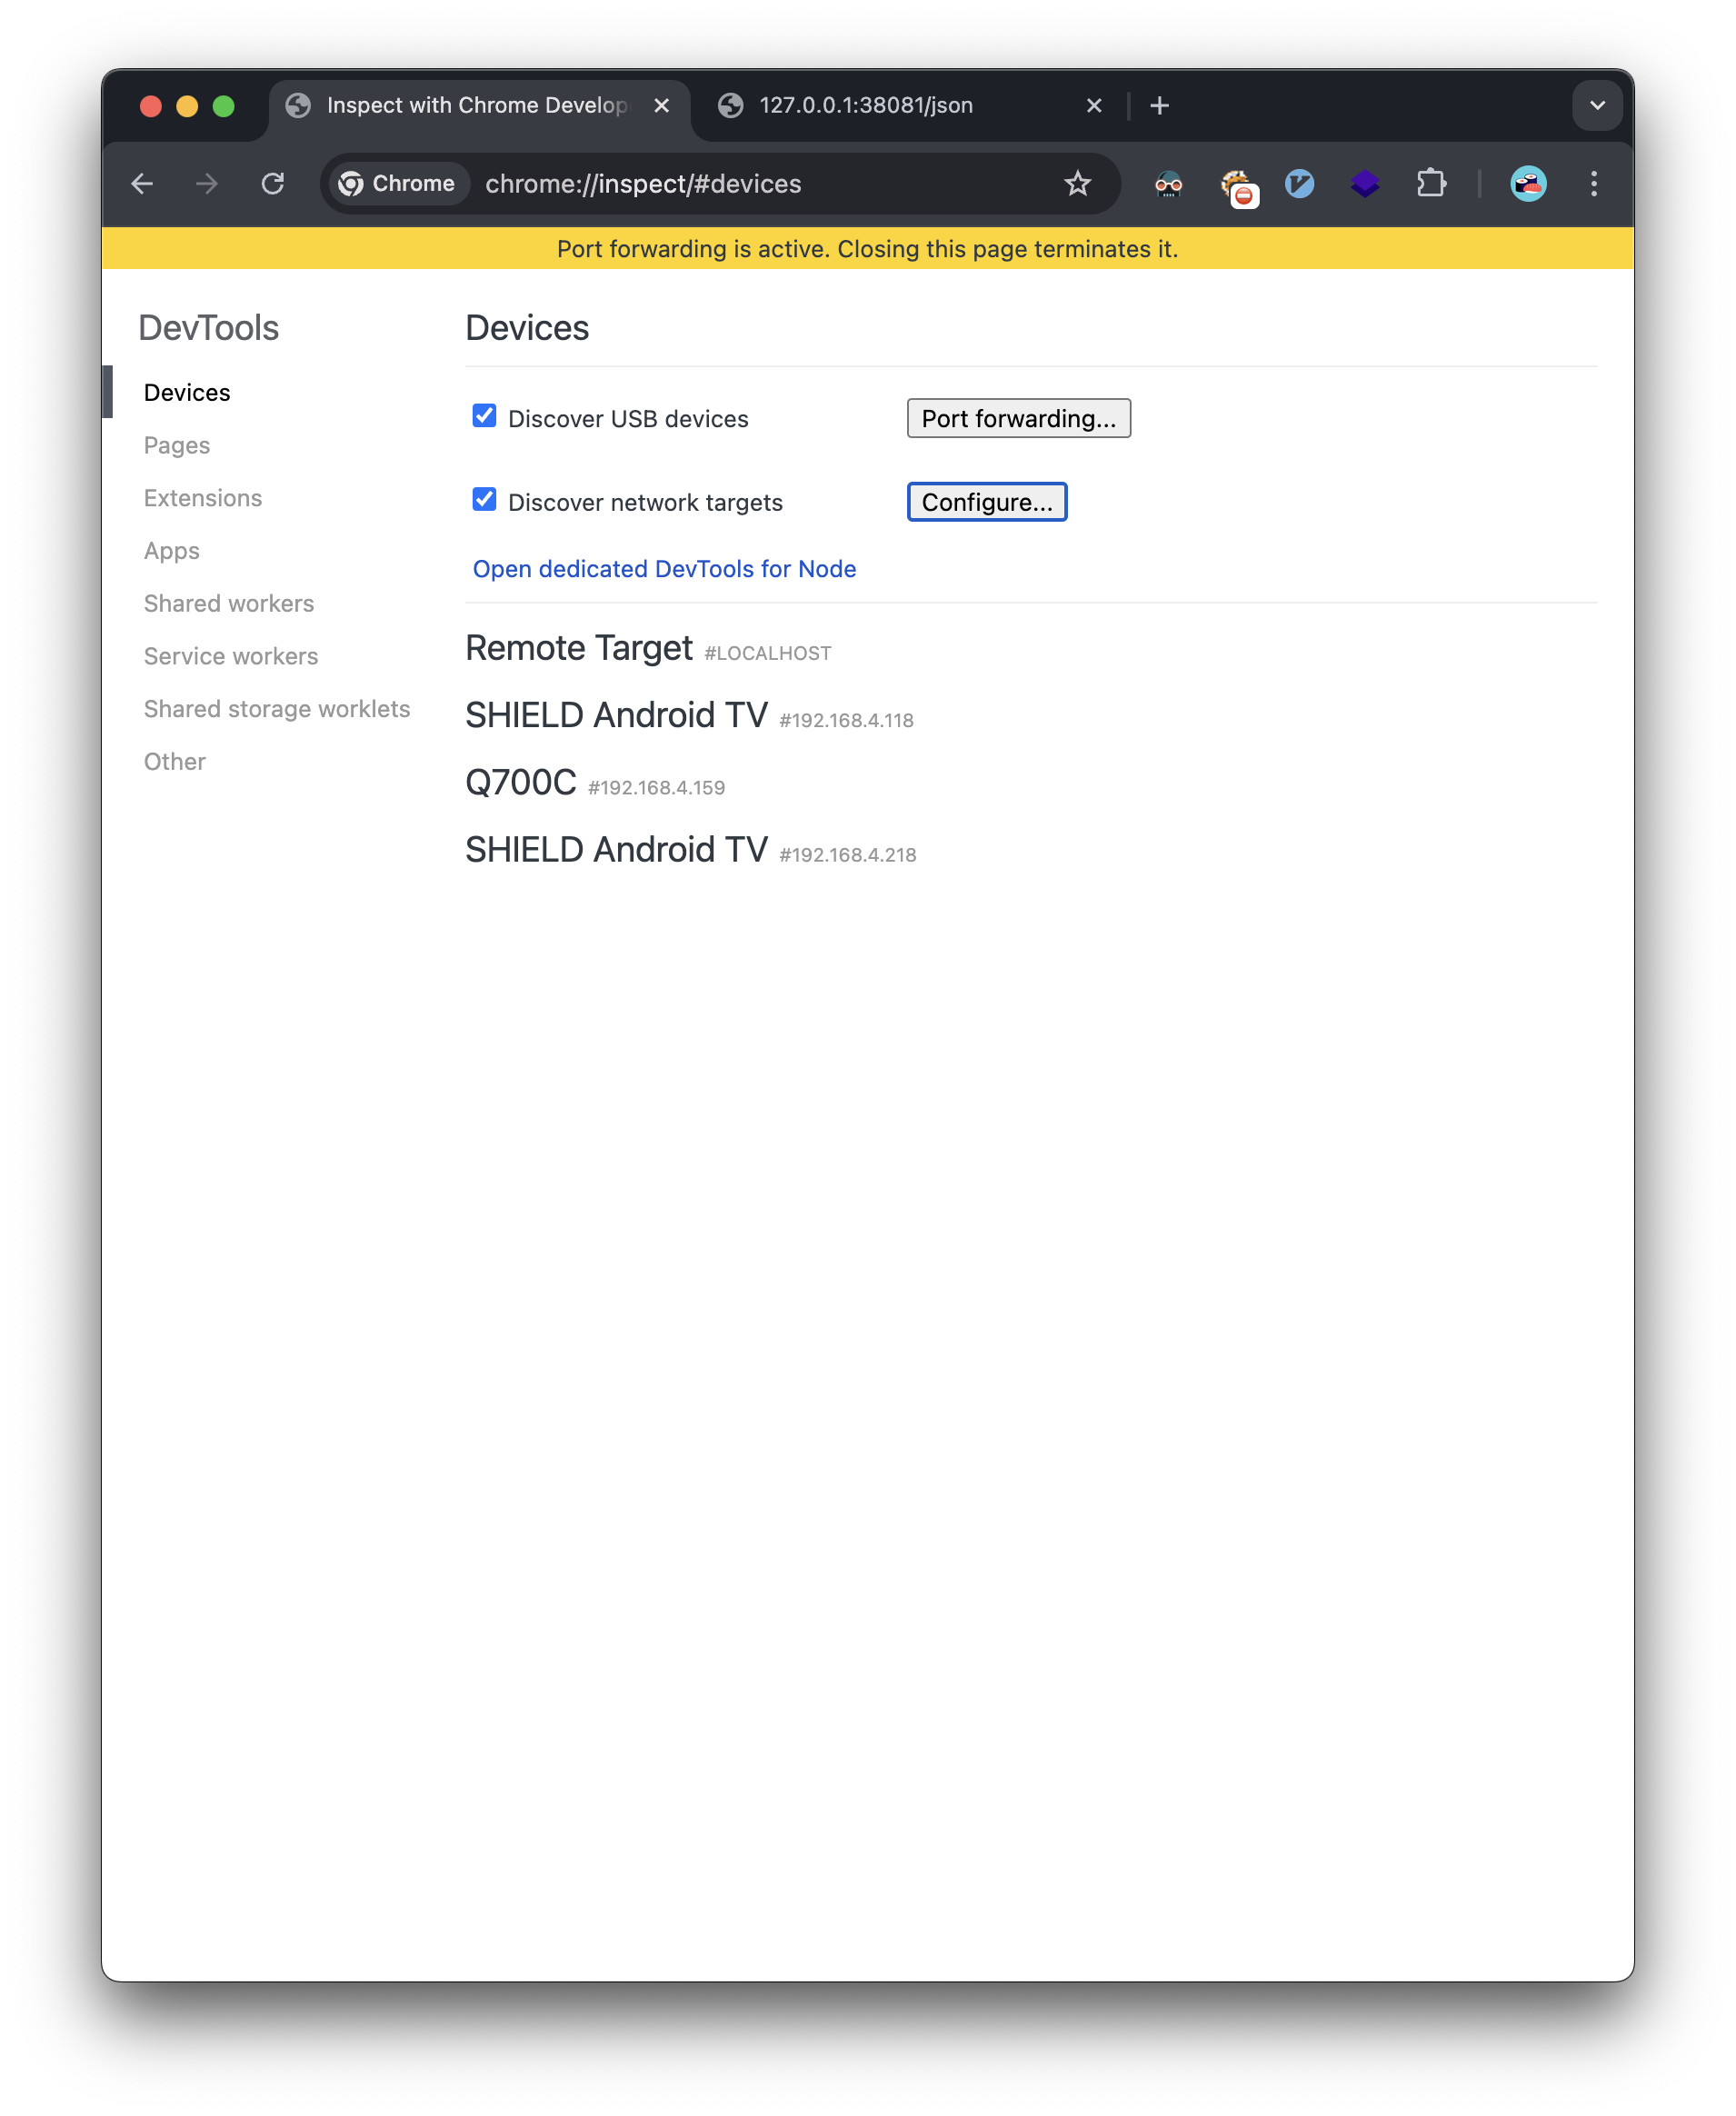 Inspect with Chrome Develop
127.0.0.1:38081/json
Chrome
chrome://inspect/#devices
Port forwarding is active. Closing this page terminates it.
DevTools
Devices
Pages
Extensions
Apps
Shared workers
Service workers
Shared storage worklets
Other
Devices
Discover USB devices
Port forwarding...
Discover network targets
Configure...
Open dedicated DevTools for Node
Remote Target #LOCALHOST
SHIELD Android TV #192.168.4.118
Q700C #192.168.4.159
SHIELD Android TV #192.168.4.218